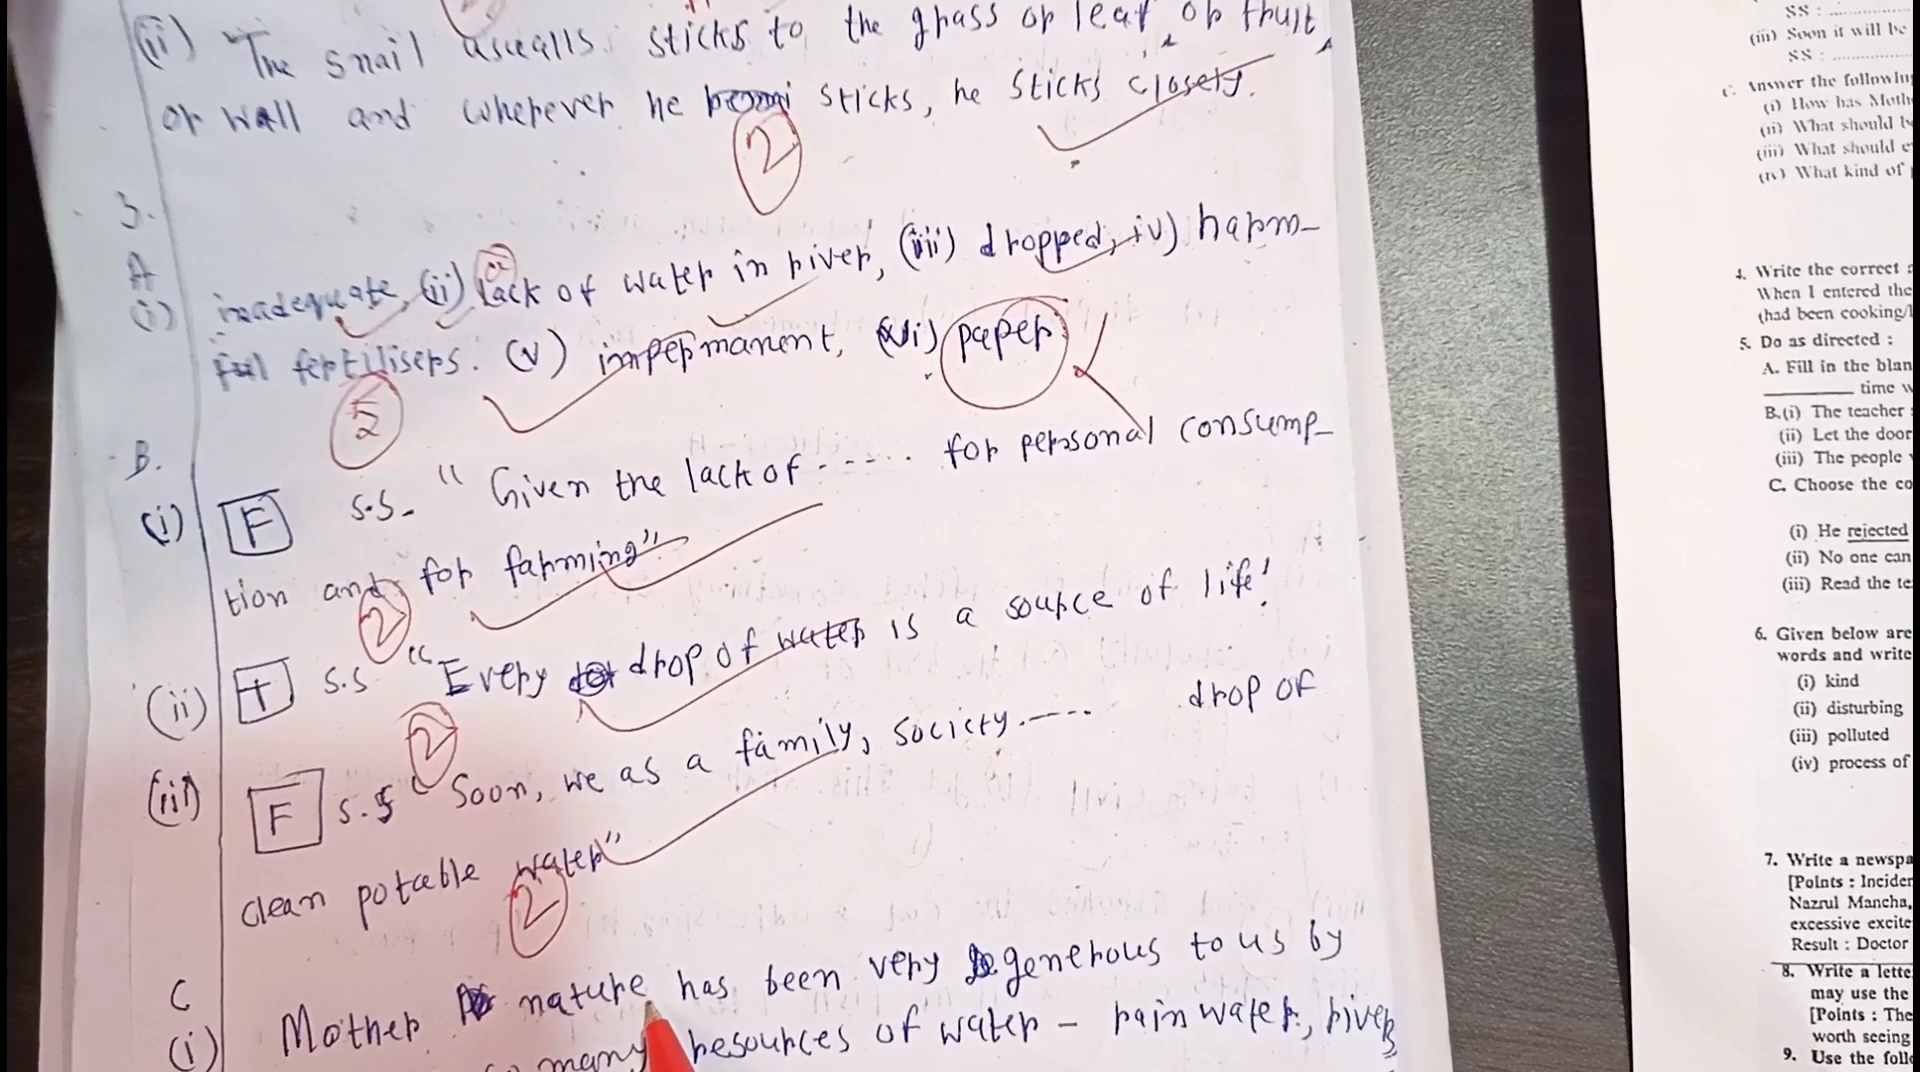 (ii) The snail usually sticks to the grass or leaf, or fruit,
or wall and wherever he sticks, he sticks closely.
2
3.
A
(i) inadequate, (ii) a lack of water in river, (iii) dropped, iv) harm-
ful fertilisers. (v) impermanent, (vi) paper
5
B.
(i) F s.s. "Given the lack of ..... for personal consump-
tion and for farming"
2
(ii) T s.s "Every drop of water is a source of life!
2
(iii) F s.s "Soon, we as a family, society ..... drop of
clean potable water"
2
C
(i) Mother nature has been very generous to us by
so many resources of water - rain water, rivers
SS :
(iii) Soon it will be
SS :
C. Answer the followin
(i) How has Moth
(ii) What should
(iii) What should
(iv) What kind of
4. Write the correct
When I entered the
(had been cooking/
5. Do as directed :
A. Fill in the blan
time
B.(i) The teacher
(ii) Let the door
(iii) The people
C. Choose the co
(i) He rejected
(ii) No one can
(iii) Read the te
6. Given below are
words and write
(i) kind
(ii) disturbing
(iii) polluted
(iv) process of
7. Write a newspa
[Points : Inciden
Nazrul Mancha,
excessive excite
Result : Doctor
8. Write a lette
may use the
[Points : The
worth seeing
9. Use the foll